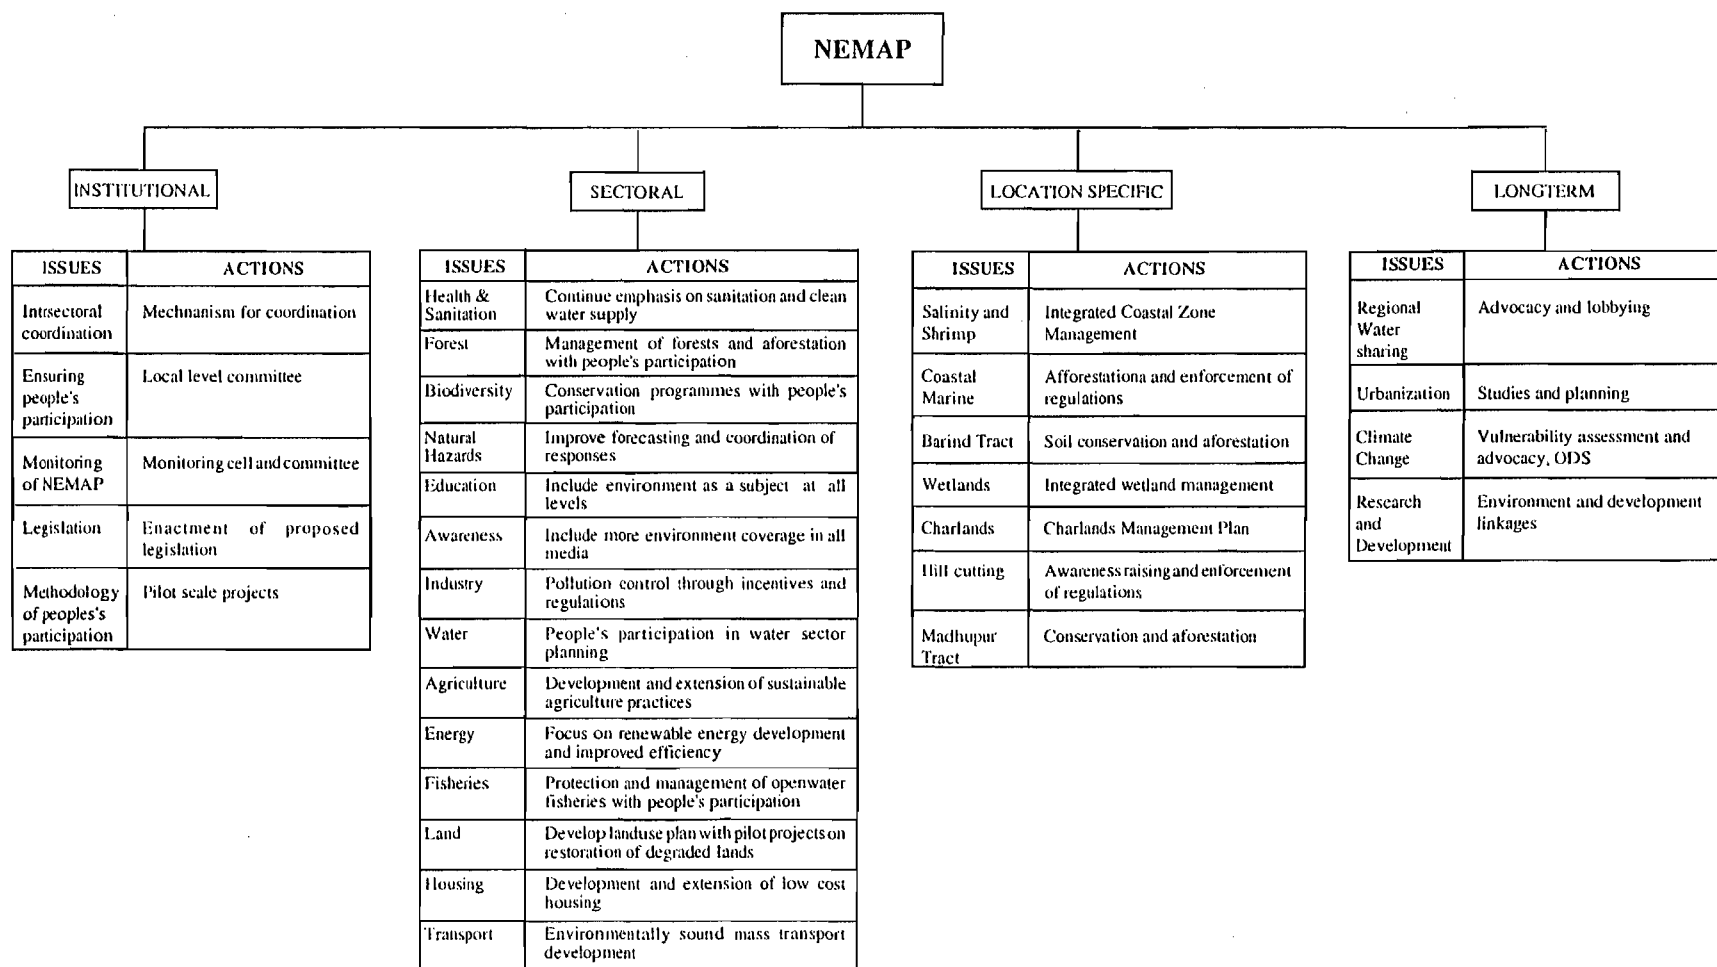 NEMAP
INSTITUTIONAL
ISSUES ACTIONS
Intrsectoral Mechnanism for coordination
coordination
Ensuring Local level committee
people's
participation
Monitoring Monitoring cell and committee
of NEMAP
Legislation Enactment of proposed
legislation
Methodology Pilot scale projects
of peoples's
participation
SECTORAL
ISSUES ACTIONS
Health & Continue emphasis on sanitation and clean
Sanitation water supply
Forest Management of forests and aforestation
with people's participation
Biodiversity Conservation programmes with people's
participation
Natural Improve forecasting and coordination of
Hazards responses
Education Include environment as a subject at all
levels
Awareness Include more environment coverage in all
media
Industry Pollution control through incentives and
regulations
Water People's participation in water sector
planning
Agriculture Development and extension of sustainable
agriculture practices
Energy Focus on renewable energy development
and improved efficiency
Fisheries Protection and management of openwater
fisheries with people's participation
Land Develop landuse plan with pilot projects on
restoration of degraded lands
Housing Development and extension of low cost
housing
Transport Environmentally sound mass transport
development
LOCATION SPECIFIC
ISSUES ACTIONS
Salinity and Integrated Coastal Zone
Shrimp Management
Coastal Afforestationa and enforcement of
Marine regulations
Barind Tract Soil conservation and aforestation
Wetlands Integrated wetland management
Charlands Charlands Management Plan
Hill cutting Awareness raising and enforcement
of regulations
Madhupur Conservation and aforestation
Tract
LONGTERM
ISSUES ACTIONS
Regional Advocacy and lobbying
Water
sharing
Urbanization Studies and planning
Climate Vulnerability assessment and
Change advocacy, ODS
Research Environment and development
and linkages
Development